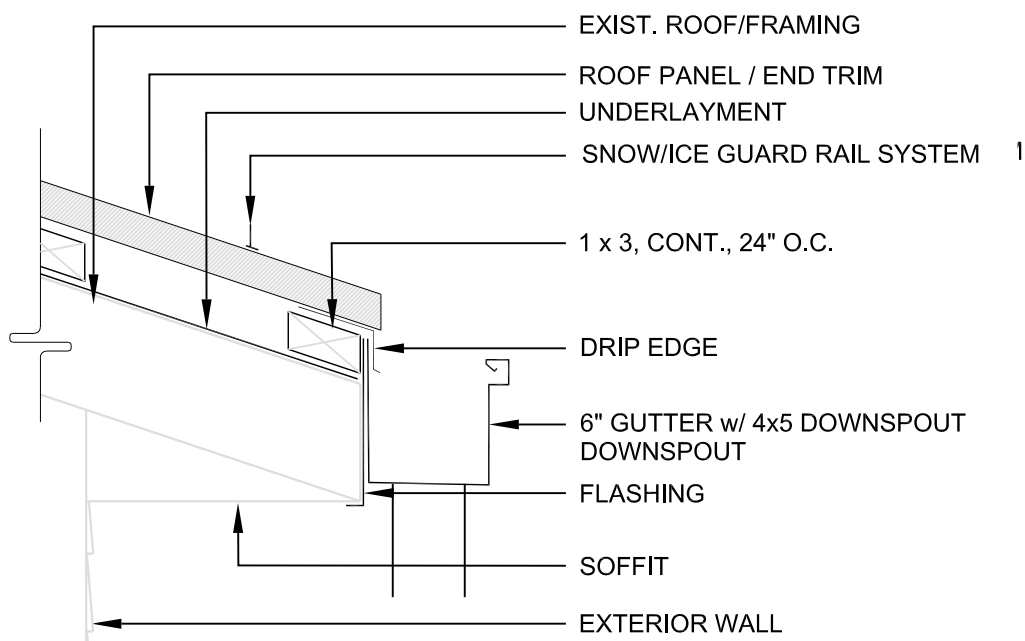 EXIST. ROOF/FRAMING
ROOF PANEL / END TRIM
UNDERLAYMENT
SNOW/ICE GUARD RAIL SYSTEM
1 x 3, CONT., 24" O.C.
DRIP EDGE
6" GUTTER w/ 4x5 DOWNSPOUT
DOWNSPOUT
FLASHING
SOFFIT
EXTERIOR WALL